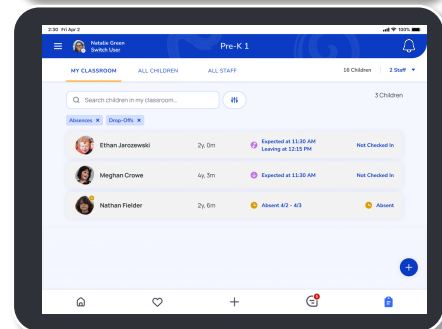 2:30 Fri Apr 2
100%
Natalie Green
Switch User
Pre-K 1
MY CLASSROOM
ALL CHILDREN
ALL STAFF
16 Children
2 Staff
Search children in my classroom...
3 Children
Absences ×
Drop-Offs ×
Ethan Jarozewski
2y, 0m
Expected at 11:30 AM
Leaving at 12:15 PM
Not Checked In
Meghan Crowe
4y, 3m
Expected at 11:30 AM
Not Checked In
Nathan Fielder
2y, 6m
Absent 4/2 - 4/3
Absent